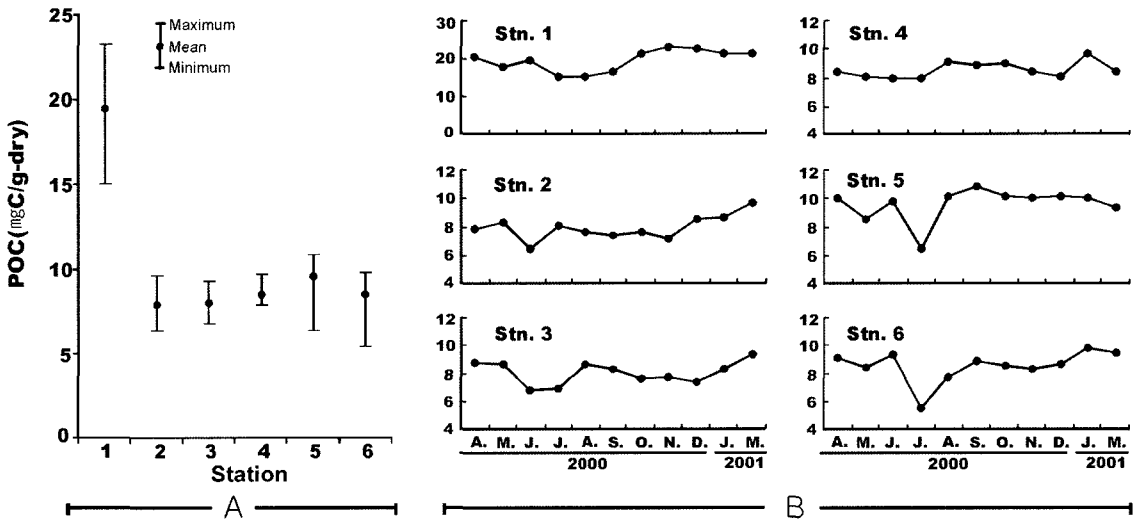 POC(㎎C/g-dry)
25
20
15
10
5
0
Maximum
Mean
Minimum
1 2 3 4 5 6
Station
A
Stn. 1
30
20
10
0
Stn. 2
12
10
8
6
4
Stn. 3
12
10
8
6
4
A. M. J. J. A. S. O. N. D. J. M.
2000 2001
Stn. 4
12
10
8
6
4
Stn. 5
12
10
8
6
4
Stn. 6
12
10
8
6
4
A. M. J. J. A. S. O. N. D. J. M.
2000 2001
B